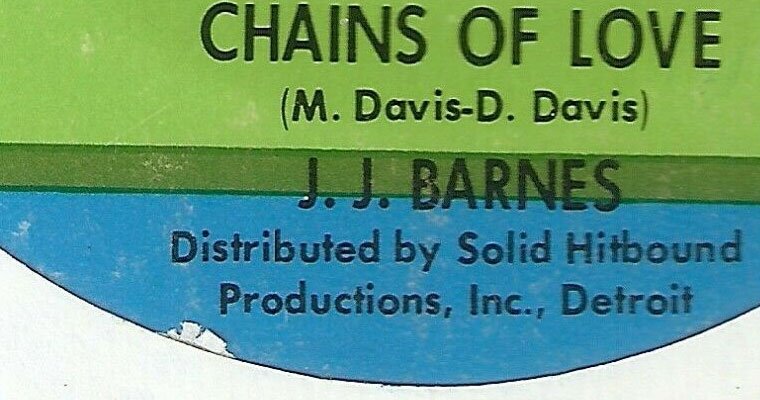 CHAINS OF LOVE
(M. Davis-D. Davis)
J. J. BARNES
Distributed by Solid Hitbound
Productions, Inc., Detroit